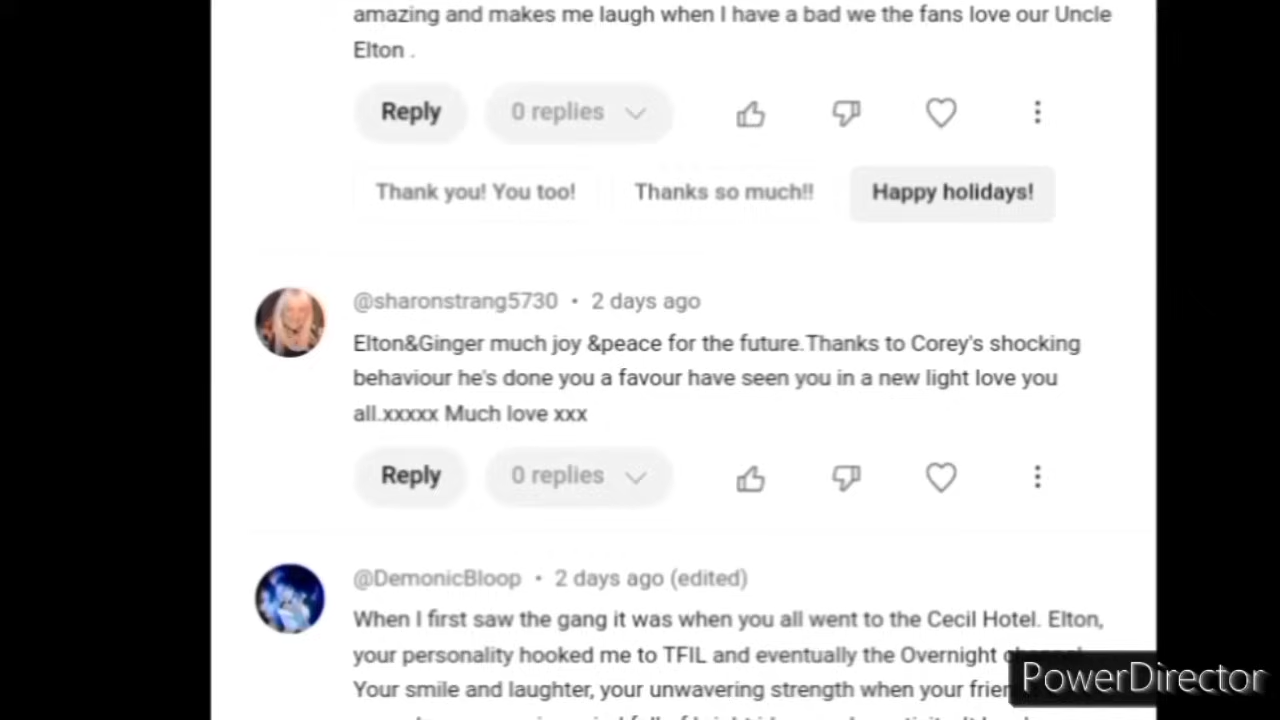 amazing and makes me laugh when I have a bad we the fans love our Uncle
Elton .
Reply
0 replies
Thank you! You too!
Thanks so much!!
Happy holidays!
@sharonstrang5730 • 2 days ago
Elton&Ginger much joy &peace for the future.Thanks to Corey's shocking
behaviour he's done you a favour have seen you in a new light love you
all.xxxxx Much love xxx
Reply
0 replies
@DemonicBloop • 2 days ago (edited)
When I first saw the gang it was when you all went to the Cecil Hotel. Elton,
your personality hooked me to TFIL and eventually the Overnight
Your smile and laughter, your unwavering strength when your
PowerDirector